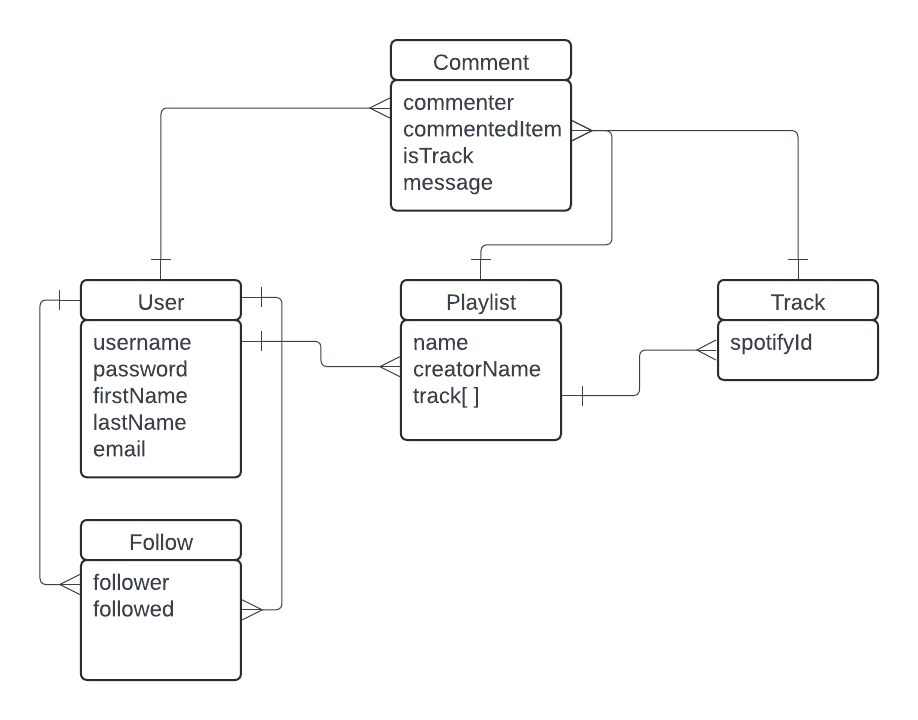 Comment
commenter
commentedItem
isTrack
message
User
username
password
firstName
lastName
email
Playlist
name
creatorName
track[ ]
Track
spotifyId
Follow
follower
followed